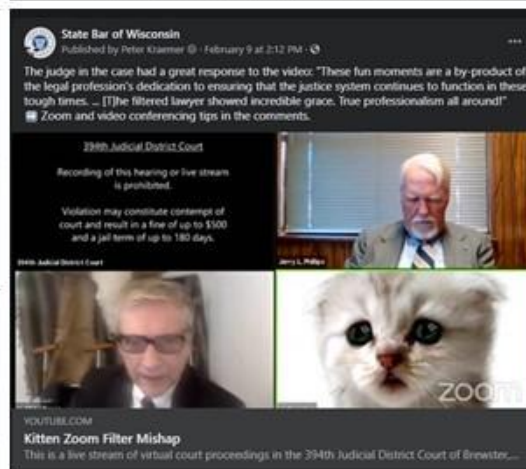 State Bar of Wisconsin
Published by Peter Kraemer · February 9 at 2:12 PM ·
The judge in the case had a great response to the video: "These fun moments are a by-product of
the legal profession's dedication to ensuring that the justice system continues to function in these
tough times. ... [T]he filtered lawyer showed incredible grace. True professionalism all around!"
➡ Zoom and video conferencing tips in the comments.
394th Judicial District Court
Recording of this hearing or live stream
is prohibited.
Violation may constitute contempt of
court and result in a fine of up to $500
and a jail term of up to 180 days.
394th Judicial District Court
Jerry L. Phillips
zoom
YOUTUBE.COM
Kitten Zoom Filter Mishap
This is a live stream of virtual court proceedings in the 394th Judicial District Court of Brewster,...